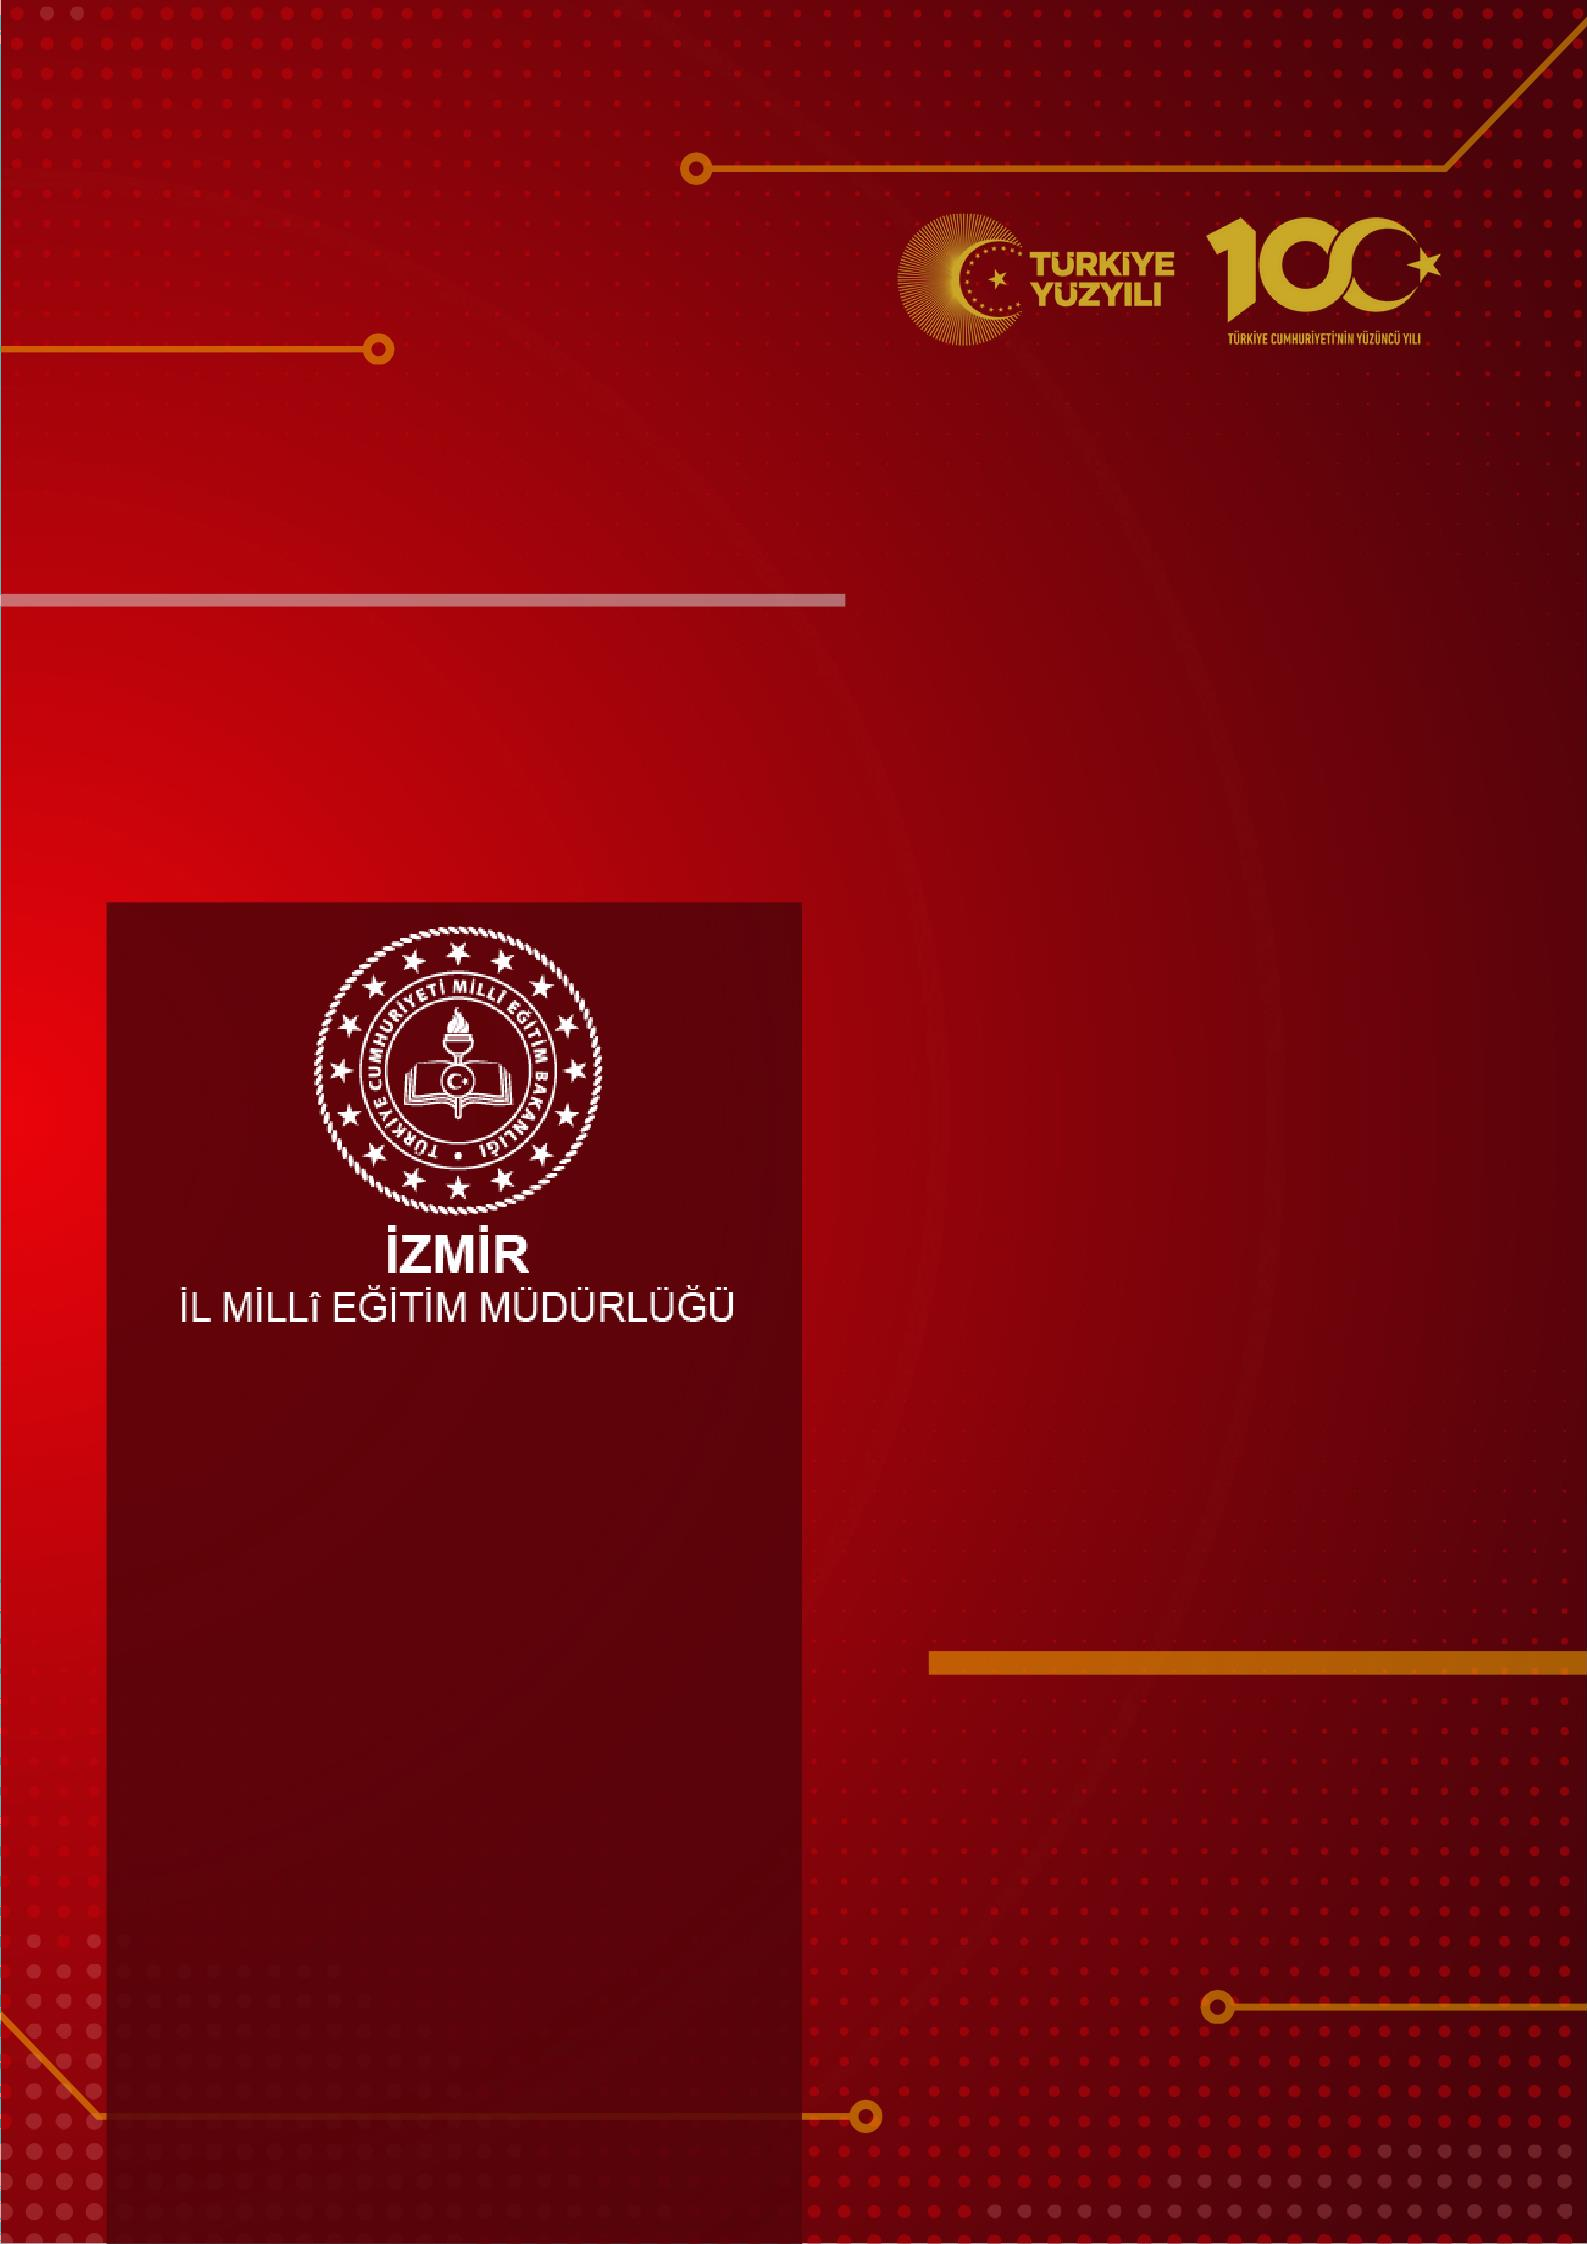 TÜRKİYE
YÜZYILI
100
TÜRKİYE CUMHURİYETİ'NİN YÜZÜNCÜ YILI
TÜRKİYE CUMHURİYETİ MİLLÎ EĞİTİM BAKANLIĞI
İZMİR
İL MİLLî EĞİTİM MÜDÜRLÜĞÜ